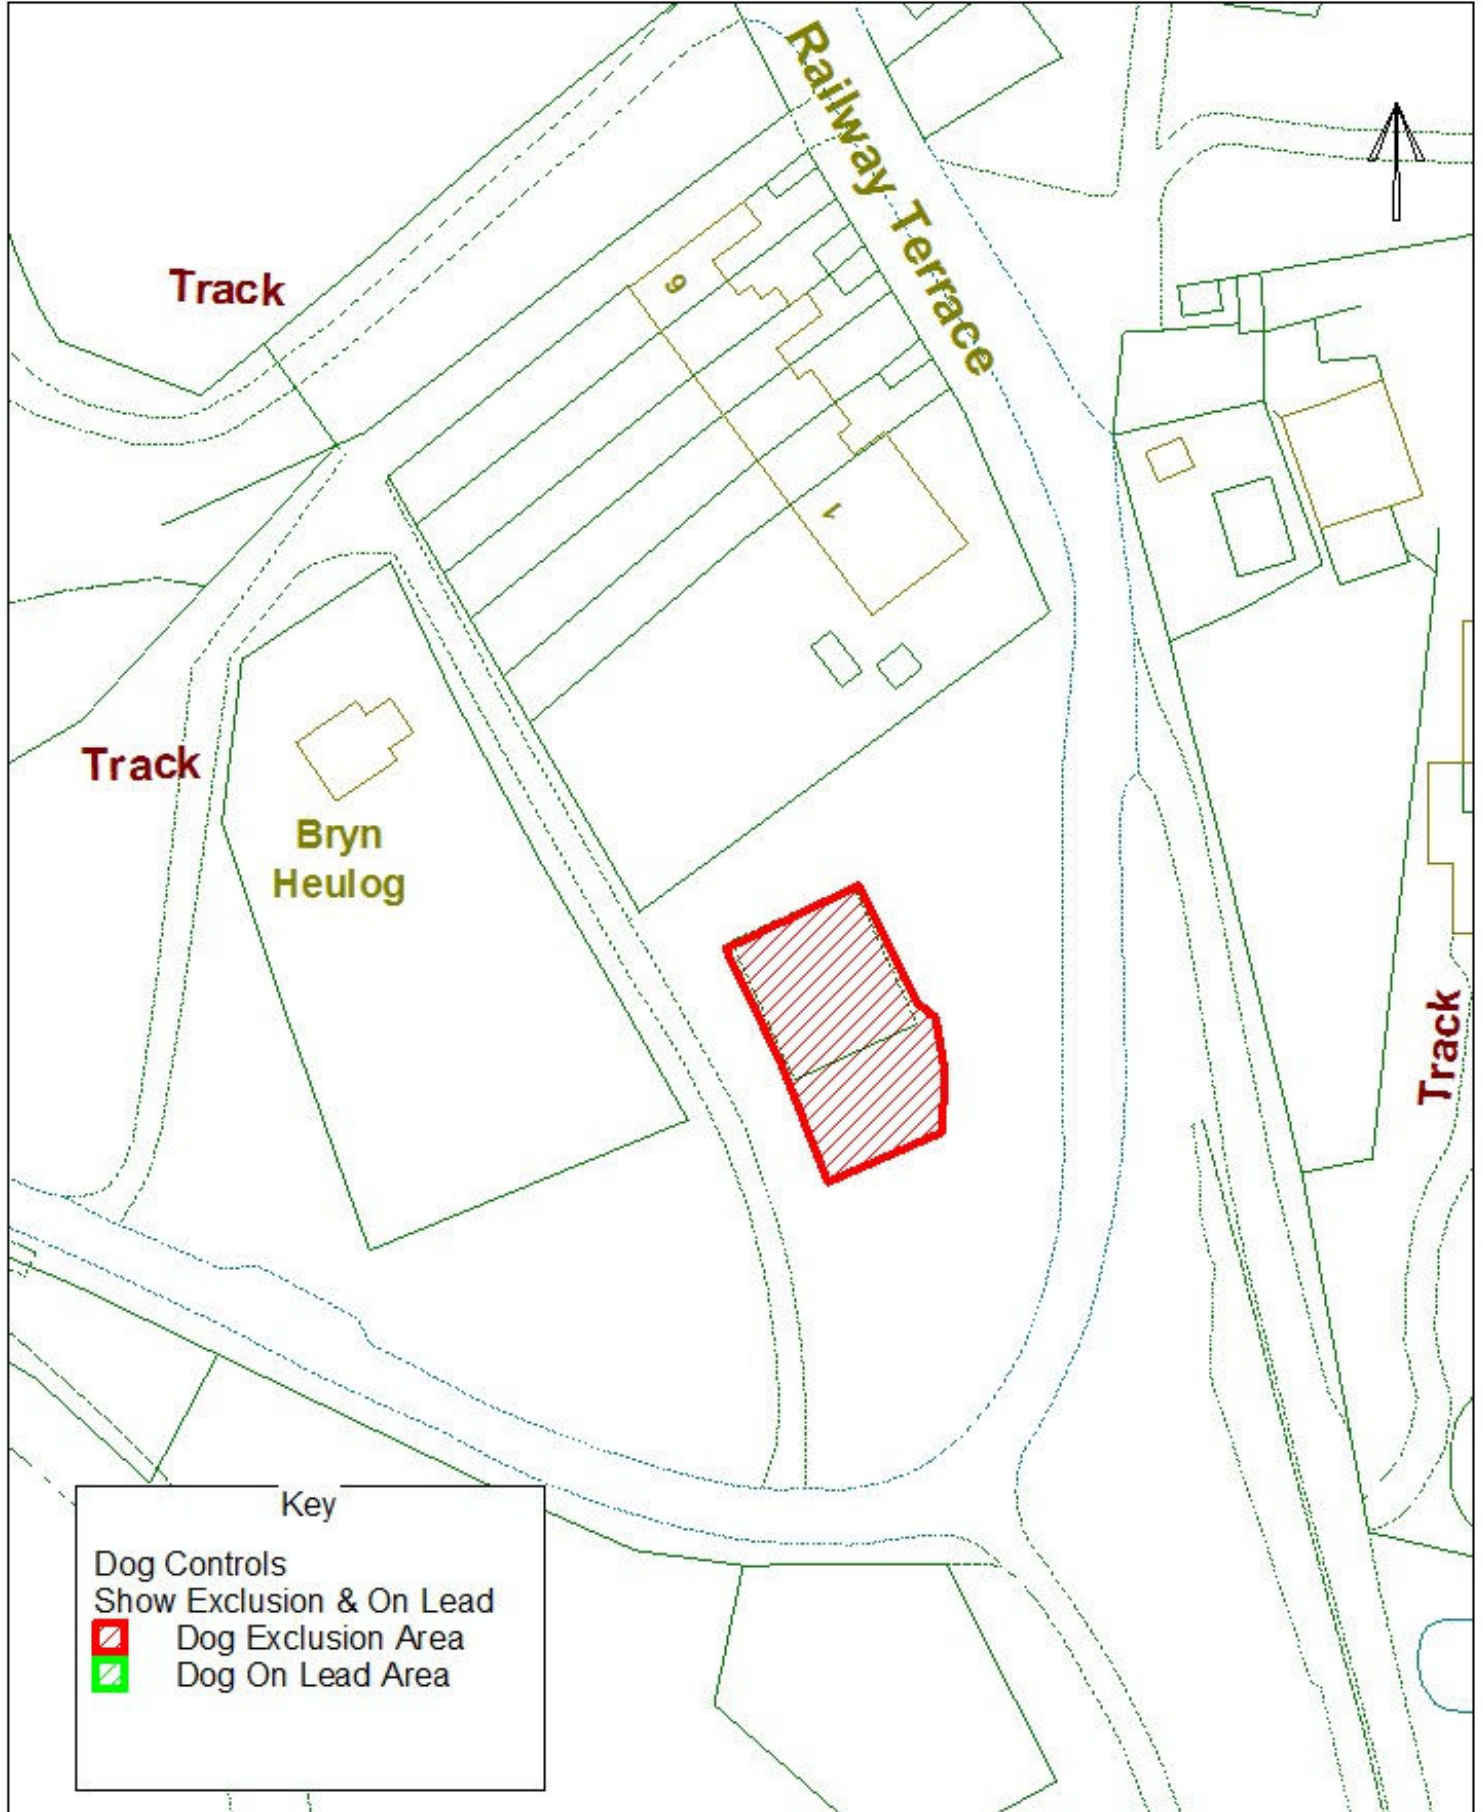 Railway Terrace
Track
6
1
Track
Bryn
Heulog
Track
Key
Dog Controls
Show Exclusion & On Lead
Dog Exclusion Area
Dog On Lead Area